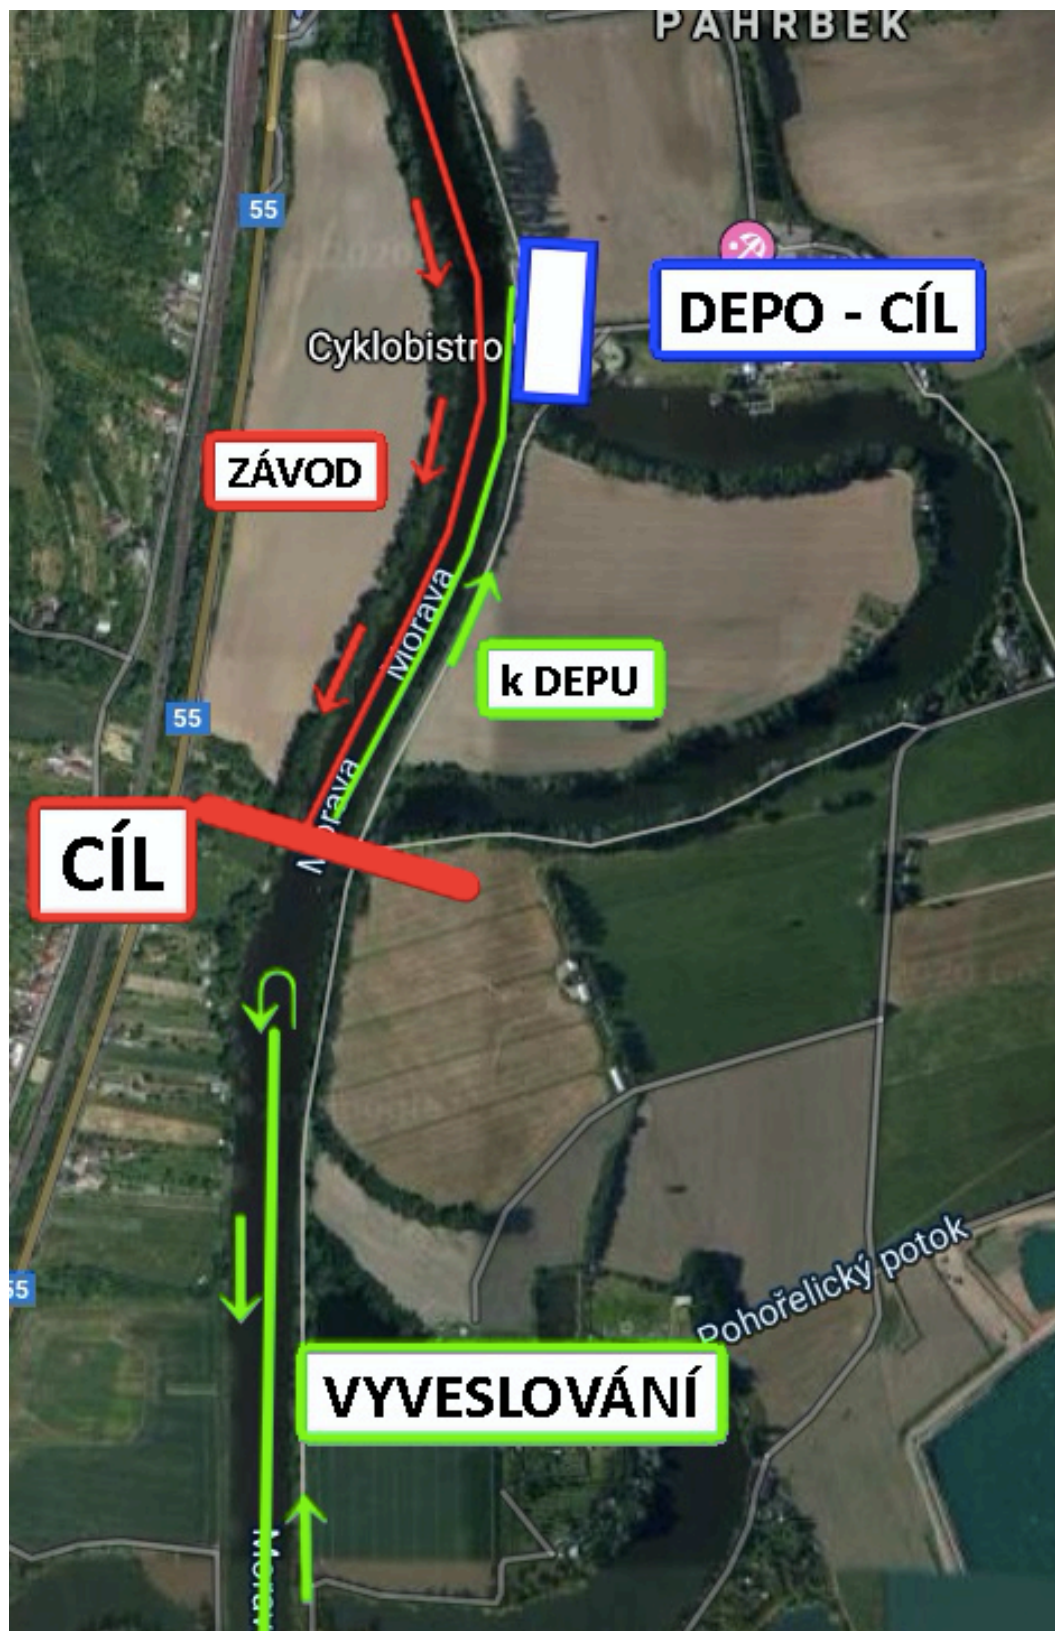 PAHRBEK
55
DEPO - CÍL
Cyklobistro
ZÁVOD
Morava
k DEPU
55
Morava
CÍL
Pohořelický potok
55
VYVESLOVÁNÍ